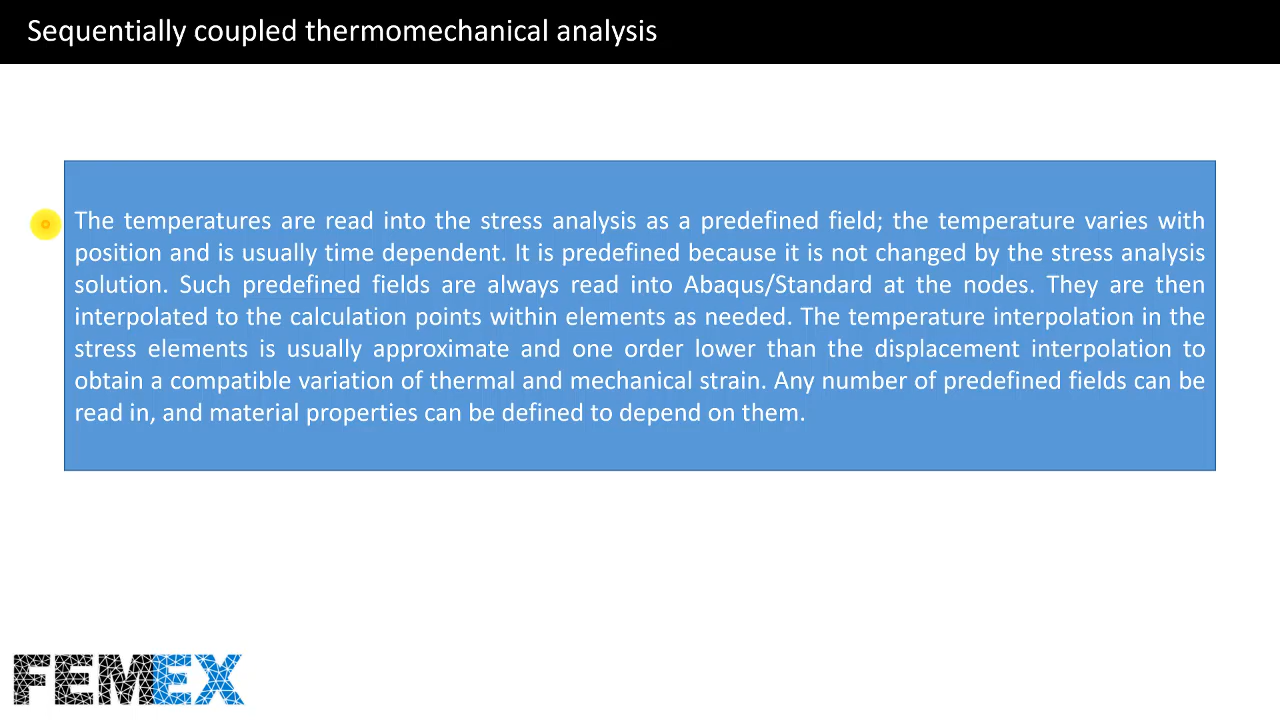 Sequentially coupled thermomechanical analysis
The temperatures are read into the stress analysis as a predefined field; the temperature varies with
position and is usually time dependent. It is predefined because it is not changed by the stress analysis
solution. Such predefined fields are always read into Abaqus/Standard at the nodes. They are then
interpolated to the calculation points within elements as needed. The temperature interpolation in the
stress elements is usually approximate and one order lower than the displacement interpolation to
obtain a compatible variation of thermal and mechanical strain. Any number of predefined fields can be
read in, and material properties can be defined to depend on them.
FEMEX